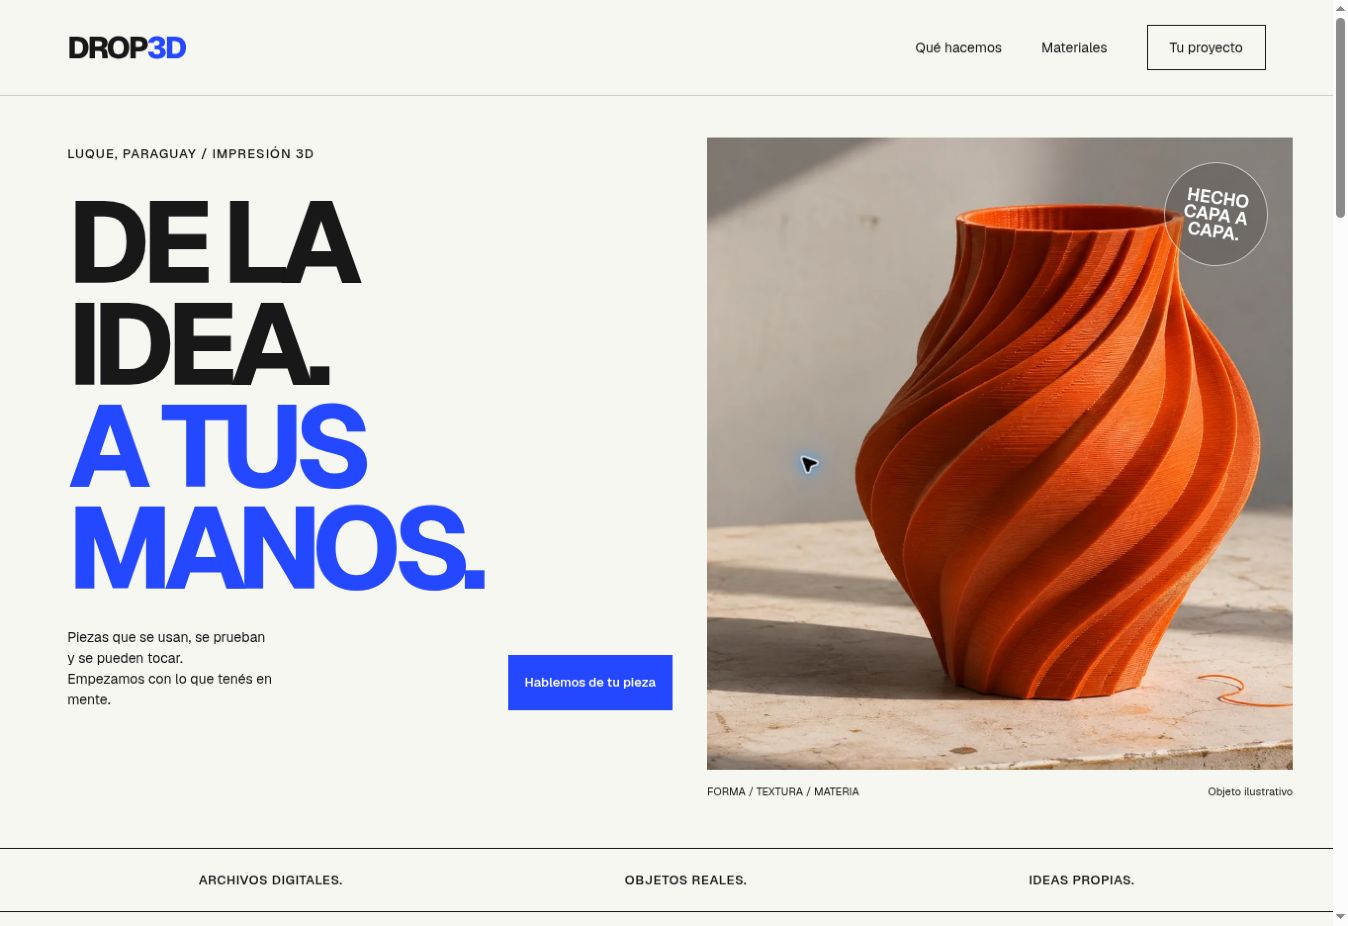 DROP3D
Qué hacemos
Materiales
Tu proyecto
LUQUE, PARAGUAY / IMPRESIÓN 3D
DE LA
IDEA.
A TUS
MANOS.
Piezas que se usan, se prueban
y se pueden tocar.
Empezamos con lo que tenés en
mente.
Hablemos de tu pieza
HECHO
CAPA A
CAPA.
FORMA / TEXTURA / MATERIA
Objeto ilustrativo
ARCHIVOS DIGITALES.
OBJETOS REALES.
IDEAS PROPIAS.